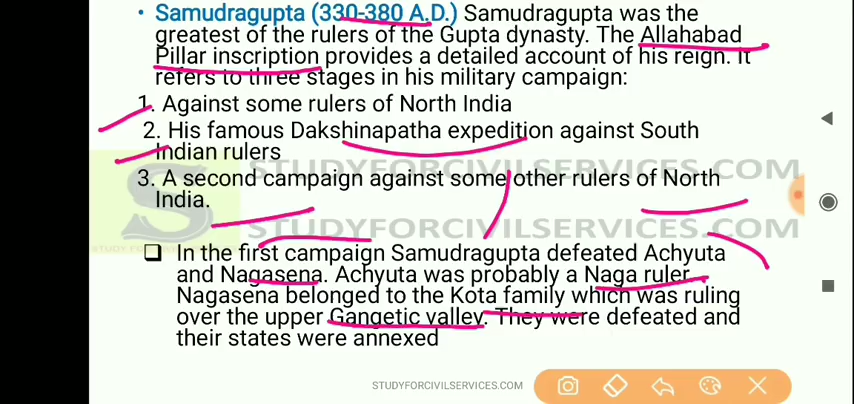 • Samudragupta (330-380 A.D.) Samudragupta was the
greatest of the rulers of the Gupta dynasty. The Allahabad
Pillar inscription provides a detailed account of his reign. It
refers to three stages in his military campaign:
1. Against some rulers of North India
2. His famous Dakshinapatha expedition against South
Indian rulers
STUDYFORCIVILSERVICES.COM
3. A second campaign against some other rulers of North
India.
STUDYFORCIVILSERVICES.COM
❑ In the first campaign Samudragupta defeated Achyuta
and Nagasena. Achyuta was probably a Naga ruler.
Nagasena belonged to the Kota family which was ruling
over the upper Gangetic valley. They were defeated and
their states were annexed
STUDYFORCIVILSERVICES.COM